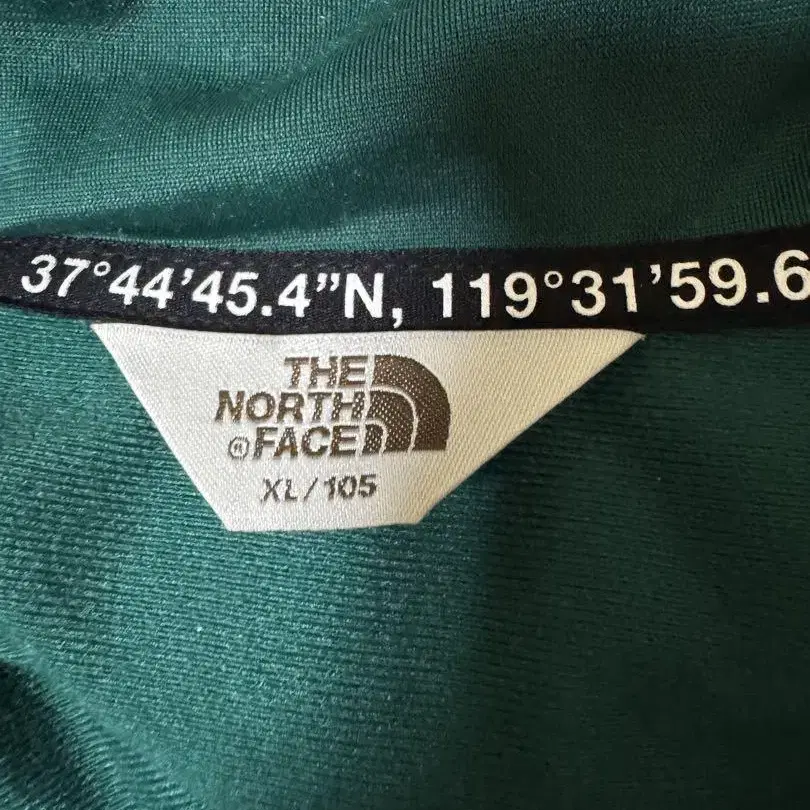 37°44'45.4"N, 119°31'59.6
THE
NORTH
® FACE
XL/105